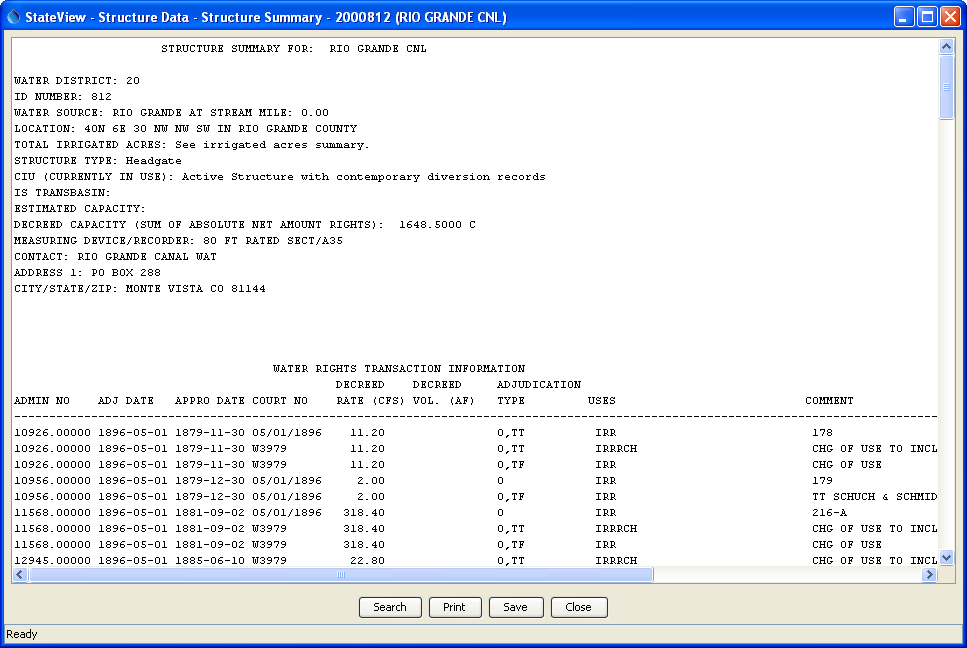 StateView - Structure Data - Structure Summary - 2000812 (RIO GRANDE CNL)
STRUCTURE SUMMARY FOR:  RIO GRANDE CNL
WATER DISTRICT: 20
ID NUMBER: 812
WATER SOURCE: RIO GRANDE AT STREAM MILE: 0.00
LOCATION: 40N 6E 30 NW NW SW IN RIO GRANDE COUNTY
TOTAL IRRIGATED ACRES: See irrigated acres summary.
STRUCTURE TYPE: Headgate
CIU (CURRENTLY IN USE): Active Structure with contemporary diversion records
IS TRANSBASIN:
ESTIMATED CAPACITY:
DECREED CAPACITY (SUM OF ABSOLUTE NET AMOUNT RIGHTS):  1648.5000 C
MEASURING DEVICE/RECORDER: 80 FT RATED SECT/A35
CONTACT: RIO GRANDE CANAL WAT
ADDRESS 1: PO BOX 288
CITY/STATE/ZIP: MONTE VISTA CO 81144
WATER RIGHTS TRANSACTION INFORMATION
DECREED DECREED ADJUDICATION
ADMIN NO ADJ DATE APPRO DATE COURT NO RATE (CFS) VOL. (AF) TYPE USES COMMENT
10926.00000 1896-05-01 1879-11-30 05/01/1896 11.20 O,TT IRR 178
10926.00000 1896-05-01 1879-11-30 W3979 11.20 O,TT IRRRCH CHG OF USE TO INCL
10926.00000 1896-05-01 1879-11-30 W3979 11.20 O,TF IRR CHG OF USE
10956.00000 1896-05-01 1879-12-30 05/01/1896 2.00 O IRR 179
10956.00000 1896-05-01 1879-12-30 05/01/1896 2.00 O,TF IRR TT SCHUCH & SCHMID
11568.00000 1896-05-01 1881-09-02 05/01/1896 318.40 O IRR 216-A
11568.00000 1896-05-01 1881-09-02 W3979 318.40 O,TT IRRRCH CHG OF USE TO INCL
11568.00000 1896-05-01 1881-09-02 W3979 318.40 O,TF IRR CHG OF USE
12945.00000 1896-05-01 1885-06-10 W3979 22.80 O,TT IRRRCH CHG OF USE TO INCL
Search Print Save Close
Ready